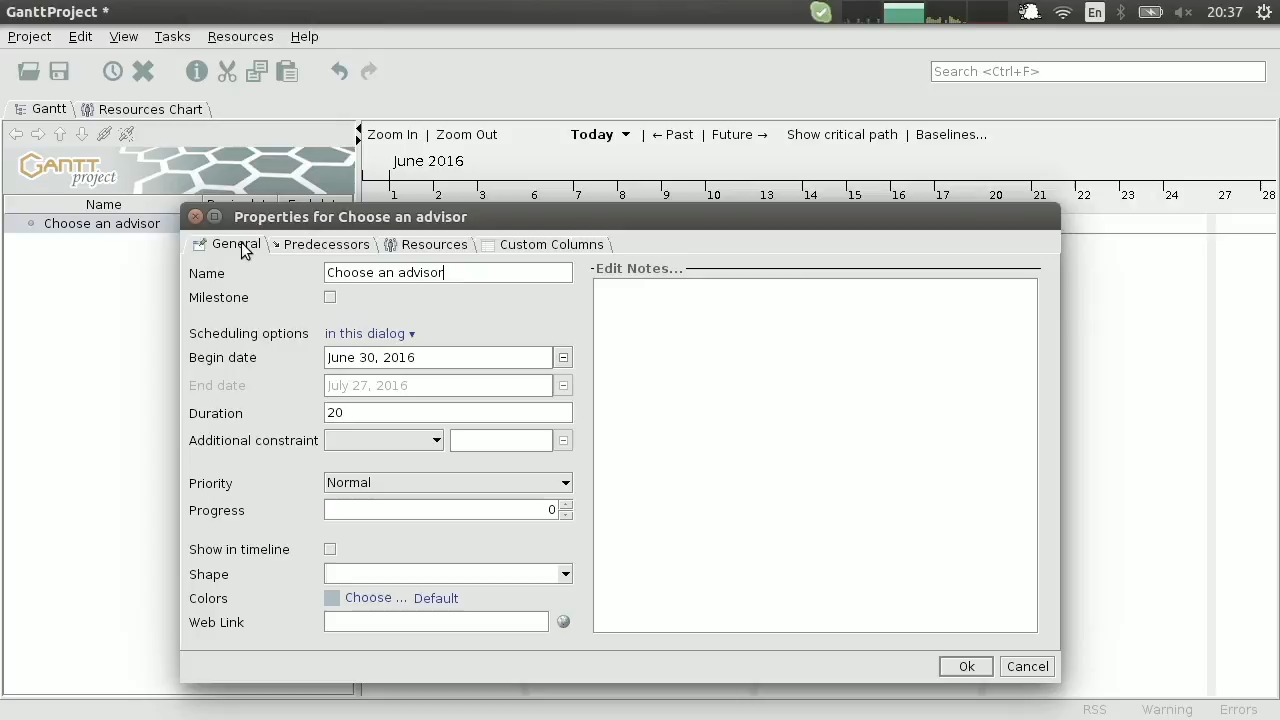 GanttProject *
En
20:37
Project Edit View Tasks Resources Help
Search <Ctrl+F>
Gantt Resources Chart
Zoom In | Zoom Out Today | ← Past | Future → Show critical path | Baselines...
GANTT project
June 2016
1 2 3 6 7 8 9 10 13 14 15 16 17 20 21 22 23 24 27 28
Name
Choose an advisor
Properties for Choose an advisor
General Predecessors Resources Custom Columns
Name Choose an advisor
Edit Notes...
Milestone
Scheduling options in this dialog
Begin date June 30, 2016
End date July 27, 2016
Duration 20
Additional constraint
Priority Normal
Progress 0
Show in timeline
Shape
Colors Choose ... Default
Web Link
Ok Cancel
RSS Warning Errors